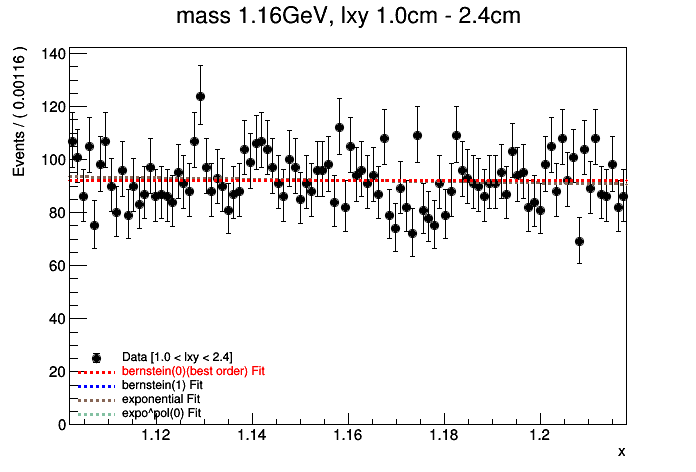 mass 1.16GeV, lxy 1.0cm - 2.4cm
Events / ( 0.00116 )
140
120
100
80
60
40
20
0
Data [1.0 < lxy < 2.4]
bernstein(0)(best order) Fit
bernstein(1) Fit
exponential Fit
expo^pol(0) Fit
1.12 1.14 1.16 1.18 1.2
x